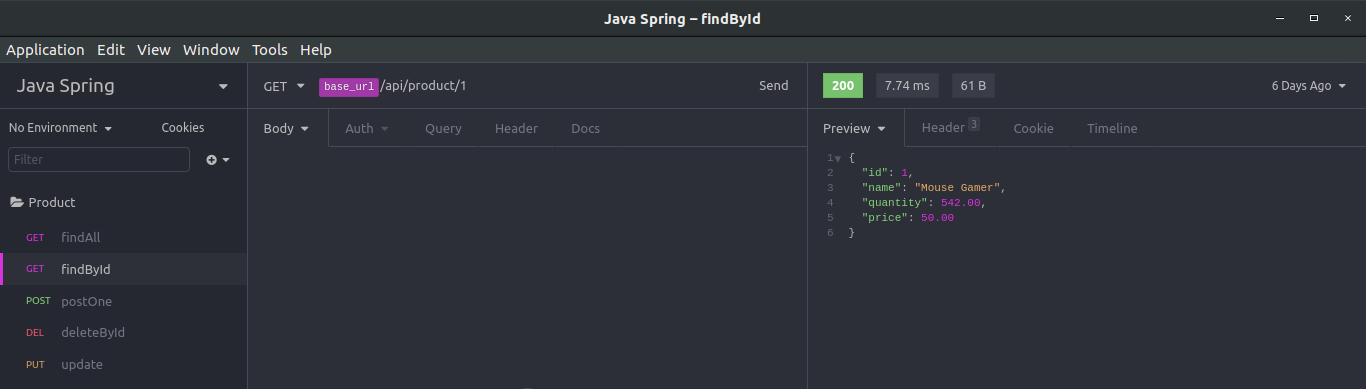 Java Spring – findById
Application Edit View Window Tools Help
Java Spring
GET base_url/api/product/1 Send
200 7.74 ms 61 B 6 Days Ago
No Environment Cookies
Body Auth Query Header Docs
Preview Header 3 Cookie Timeline
Filter
Product
GET findAll
GET findById
POST postOne
DEL deleteById
PUT update
1 {
2 "id": 1,
3 "name": "Mouse Gamer",
4 "quantity": 542.00,
5 "price": 50.00
6 }